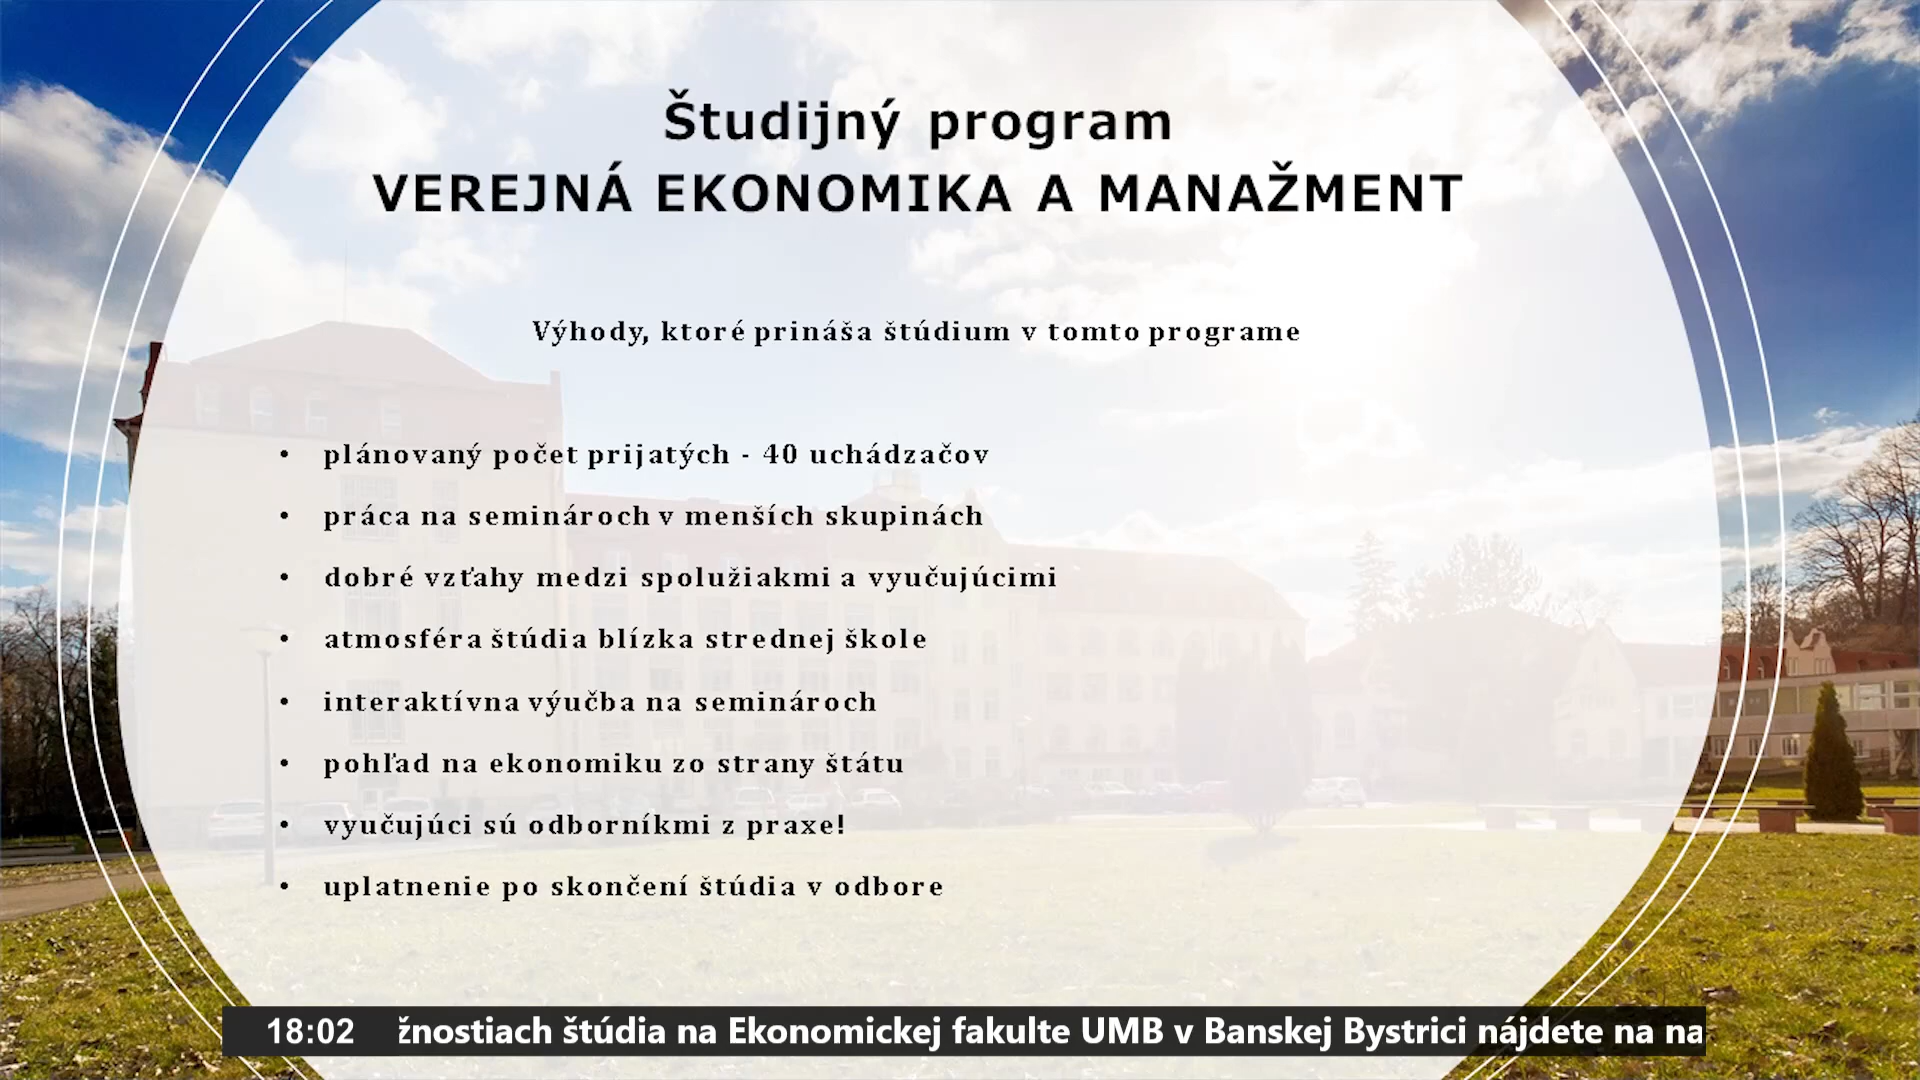 Študijný program
VEREJNÁ EKONOMIKA A MANAŽMENT
Výhody, ktoré prináša štúdium v tomto programe
• plánovaný počet prijatých - 40 uchádzačov
• práca na seminároch v menších skupinách
• dobré vzťahy medzi spolužiakmi a vyučujúcimi
• atmosféra štúdia blízka strednej škole
• interaktívna výučba na seminároch
• pohľad na ekonomiku zo strany štátu
• vyučujúci sú odborníkmi z praxe!
• uplatnenie po skončení štúdia v odbore
18:02 žnostiach štúdia na Ekonomickej fakulte UMB v Banskej Bystrici nájdete na na